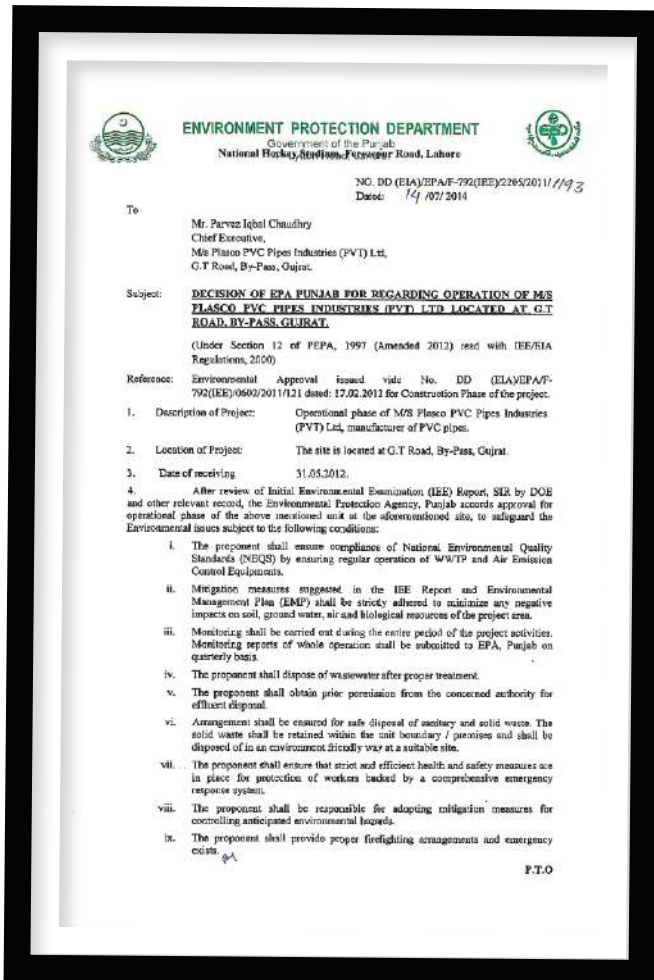 ENVIRONMENT PROTECTION DEPARTMENT
Government of the Punjab
National Hockey Stadium, Ferozepur Road, Lahore
NO. DD (EIA)/EPA/F-792(IEE)/2205/2011/1193
Dated: 14 /07/ 2014
To
Mr. Parvaz Iqbal Chaudhry
Chief Executive,
M/s Plasco PVC Pipes Industries (PVT) Ltd,
G.T Road, By-Pass, Gujrat.
Subject: DECISION OF EPA PUNJAB FOR REGARDING OPERATION OF M/S
PLASCO PVC PIPES INDUSTRIES (PVT) LTD LOCATED AT G.T
ROAD, BY-PASS, GUJRAT.
(Under Section 12 of PEPA, 1997 (Amended 2012) read with IEE/EIA
Regulations, 2000)
Reference: Environmental Approval issued vide No. DD (EIA)/EPA/F-
792(IEE)/0602/2011/121 dated: 17.02.2012 for Construction Phase of the project.
1. Description of Project: Operational phase of M/S Plasco PVC Pipes Industries
(PVT) Ltd, manufacturer of PVC pipes.
2. Location of Project: The site is located at G.T Road, By-Pass, Gujrat.
3. Date of receiving 31.05.2012.
4. After review of Initial Environmental Examination (IEE) Report, SIR by DOE
and other relevant record, the Environmental Protection Agency, Punjab accords approval for
operational phase of the above mentioned unit at the aforementioned site, to safeguard the
Environmental issues subject to the following conditions:
i. The proponent shall ensure compliance of National Environmental Quality
Standards (NEQS) by ensuring regular operation of WWTP and Air Emission
Control Equipments.
ii. Mitigation measures suggested in the IEE Report and Environmental
Management Plan (EMP) shall be strictly adhered to minimize any negative
impacts on soil, ground water, air and biological resources of the project area.
iii. Monitoring shall be carried out during the entire period of the project activities.
Monitoring reports of whole operation shall be submitted to EPA, Punjab on
quarterly basis.
iv. The proponent shall dispose of wastewater after proper treatment.
v. The proponent shall obtain prior permission from the concerned authority for
effluent disposal.
vi. Arrangement shall be ensured for safe disposal of sanitary and solid waste. The
solid waste shall be retained within the unit boundary / premises and shall be
disposed of in an environment friendly way at a suitable site.
vii. The proponent shall ensure that strict and efficient health and safety measures are
in place for protection of workers backed by a comprehensive emergency
response system.
viii. The proponent shall be responsible for adopting mitigation measures for
controlling anticipated environmental hazards.
ix. The proponent shall provide proper firefighting arrangements and emergency
exists.
P.T.O